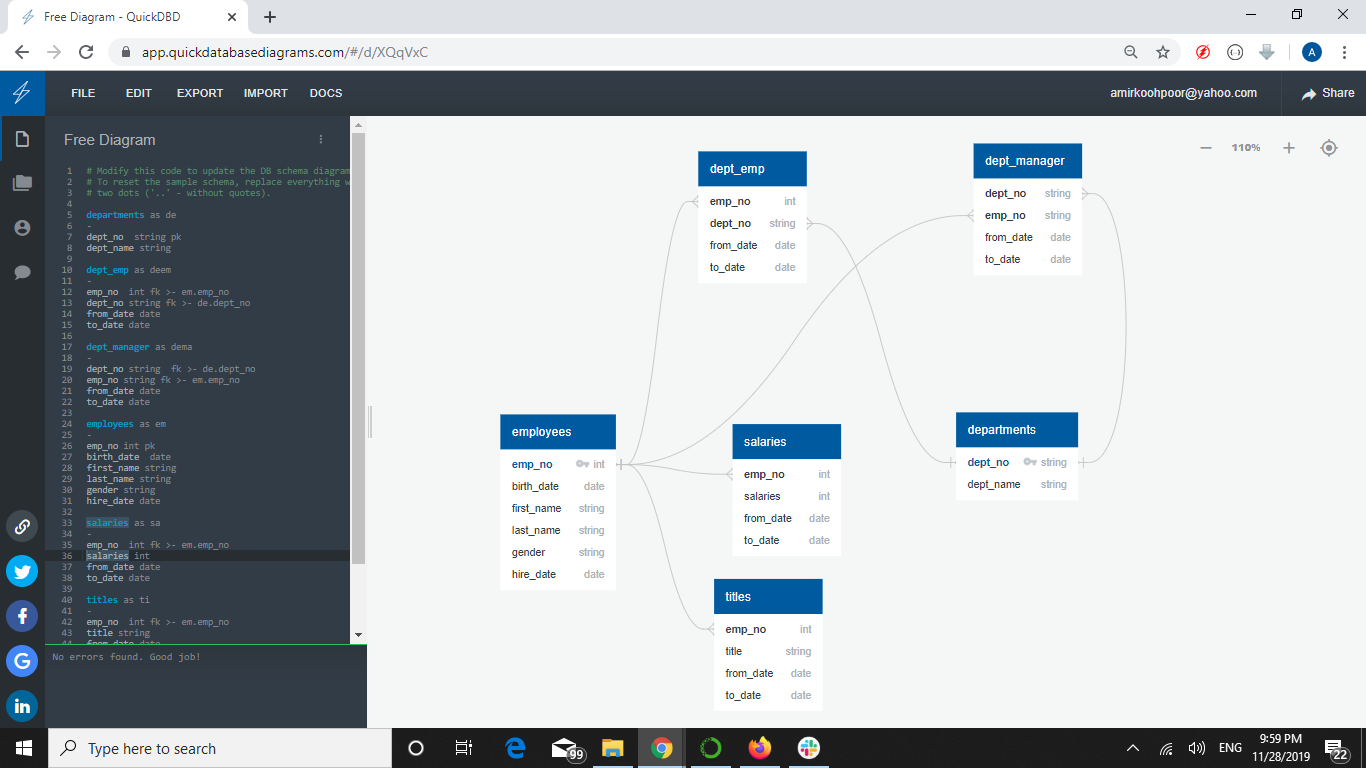 Free Diagram - QuickDBD
app.quickdatabasediagrams.com/#/d/XQqVxC
A
FILE EDIT EXPORT IMPORT DOCS
amirkoohpoor@yahoo.com
Share
Free Diagram
1 # Modify this code to update the DB schema diagram
2 # To reset the sample schema, replace everything w
3 # two dots ('..' - without quotes).
4
5 departments as de
6 -
7 dept_no string pk
8 dept_name string
9
10 dept_emp as deem
11 -
12 emp_no int fk >- em.emp_no
13 dept_no string fk >- de.dept_no
14 from_date date
15 to_date date
16
17 dept_manager as dema
18 -
19 dept_no string fk >- de.dept_no
20 emp_no string fk >- em.emp_no
21 from_date date
22 to_date date
23
24 employees as em
25 -
26 emp_no int pk
27 birth_date date
28 first_name string
29 last_name string
30 gender string
31 hire_date date
32
33 salaries as sa
34 -
35 emp_no int fk >- em.emp_no
36 salaries int
37 from_date date
38 to_date date
39
40 titles as ti
41 -
42 emp_no int fk >- em.emp_no
43 title string
44 from_date date
No errors found. Good job!
110%
dept_emp
emp_no int
dept_no string
from_date date
to_date date
dept_manager
dept_no string
emp_no string
from_date date
to_date date
employees
emp_no int
birth_date date
first_name string
last_name string
gender string
hire_date date
salaries
emp_no int
salaries int
from_date date
to_date date
departments
dept_no string
dept_name string
titles
emp_no int
title string
from_date date
to_date date
Type here to search
99
ENG
9:59 PM
11/28/2019
22